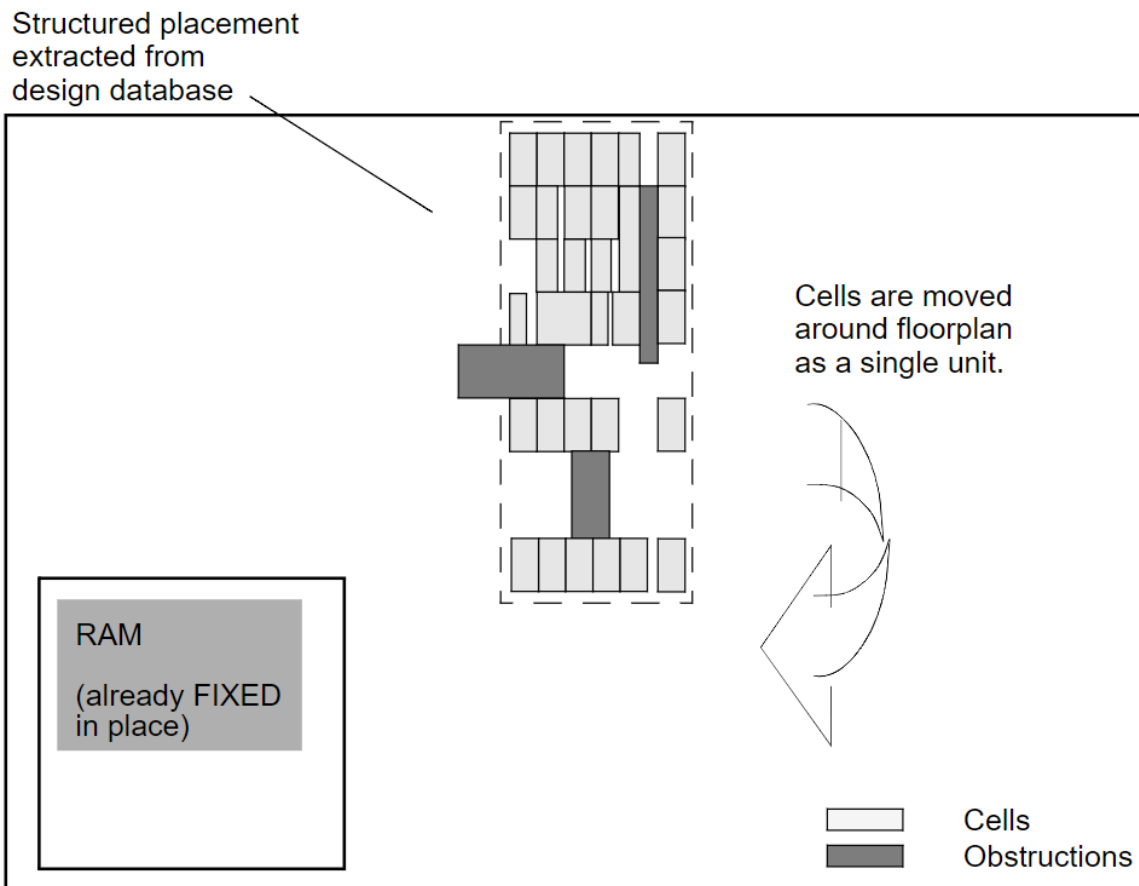 Structured placement
extracted from
design database
Cells are moved
around floorplan
as a single unit.
RAM
(already FIXED
in place)
Cells
Obstructions